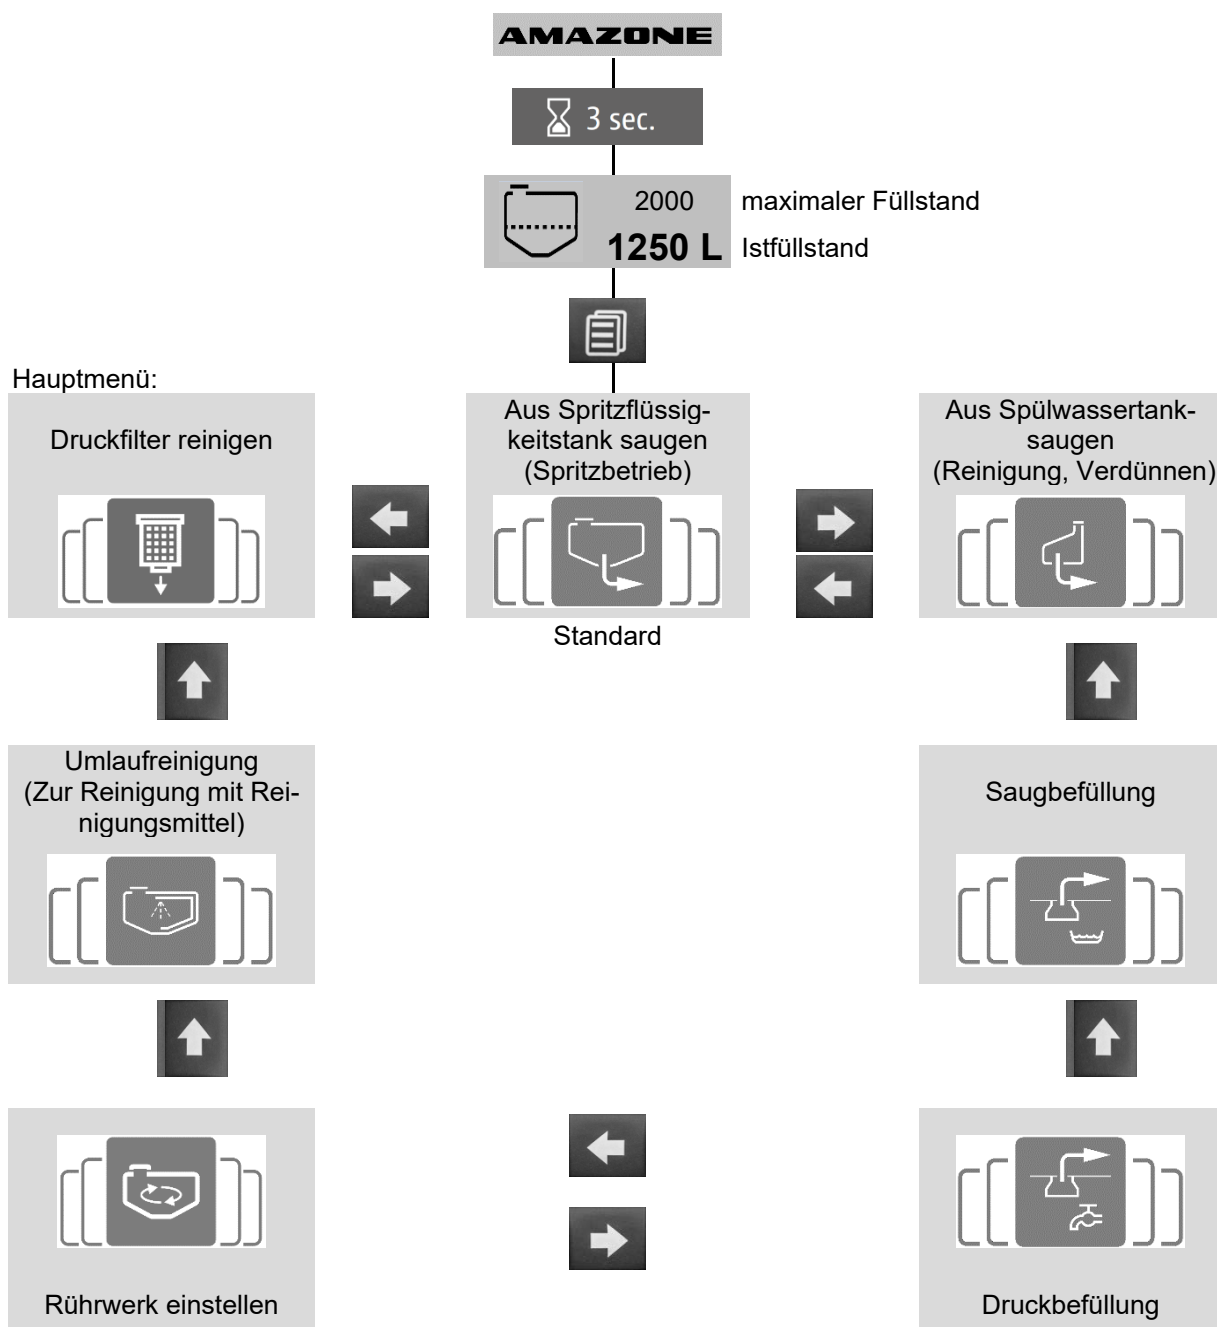 AMAZONE
3 sec.
2000
maximaler Füllstand
1250 L
Istfüllstand
Hauptmenü:
Druckfilter reinigen
Aus Spritzflüssig-
keitstank saugen
(Spritzbetrieb)
Standard
Aus Spülwassertank-
saugen
(Reinigung, Verdünnen)
Umlaufreinigung
(Zur Reinigung mit Rei-
nigungsmittel)
Saugbefüllung
Rührwerk einstellen
Druckbefüllung